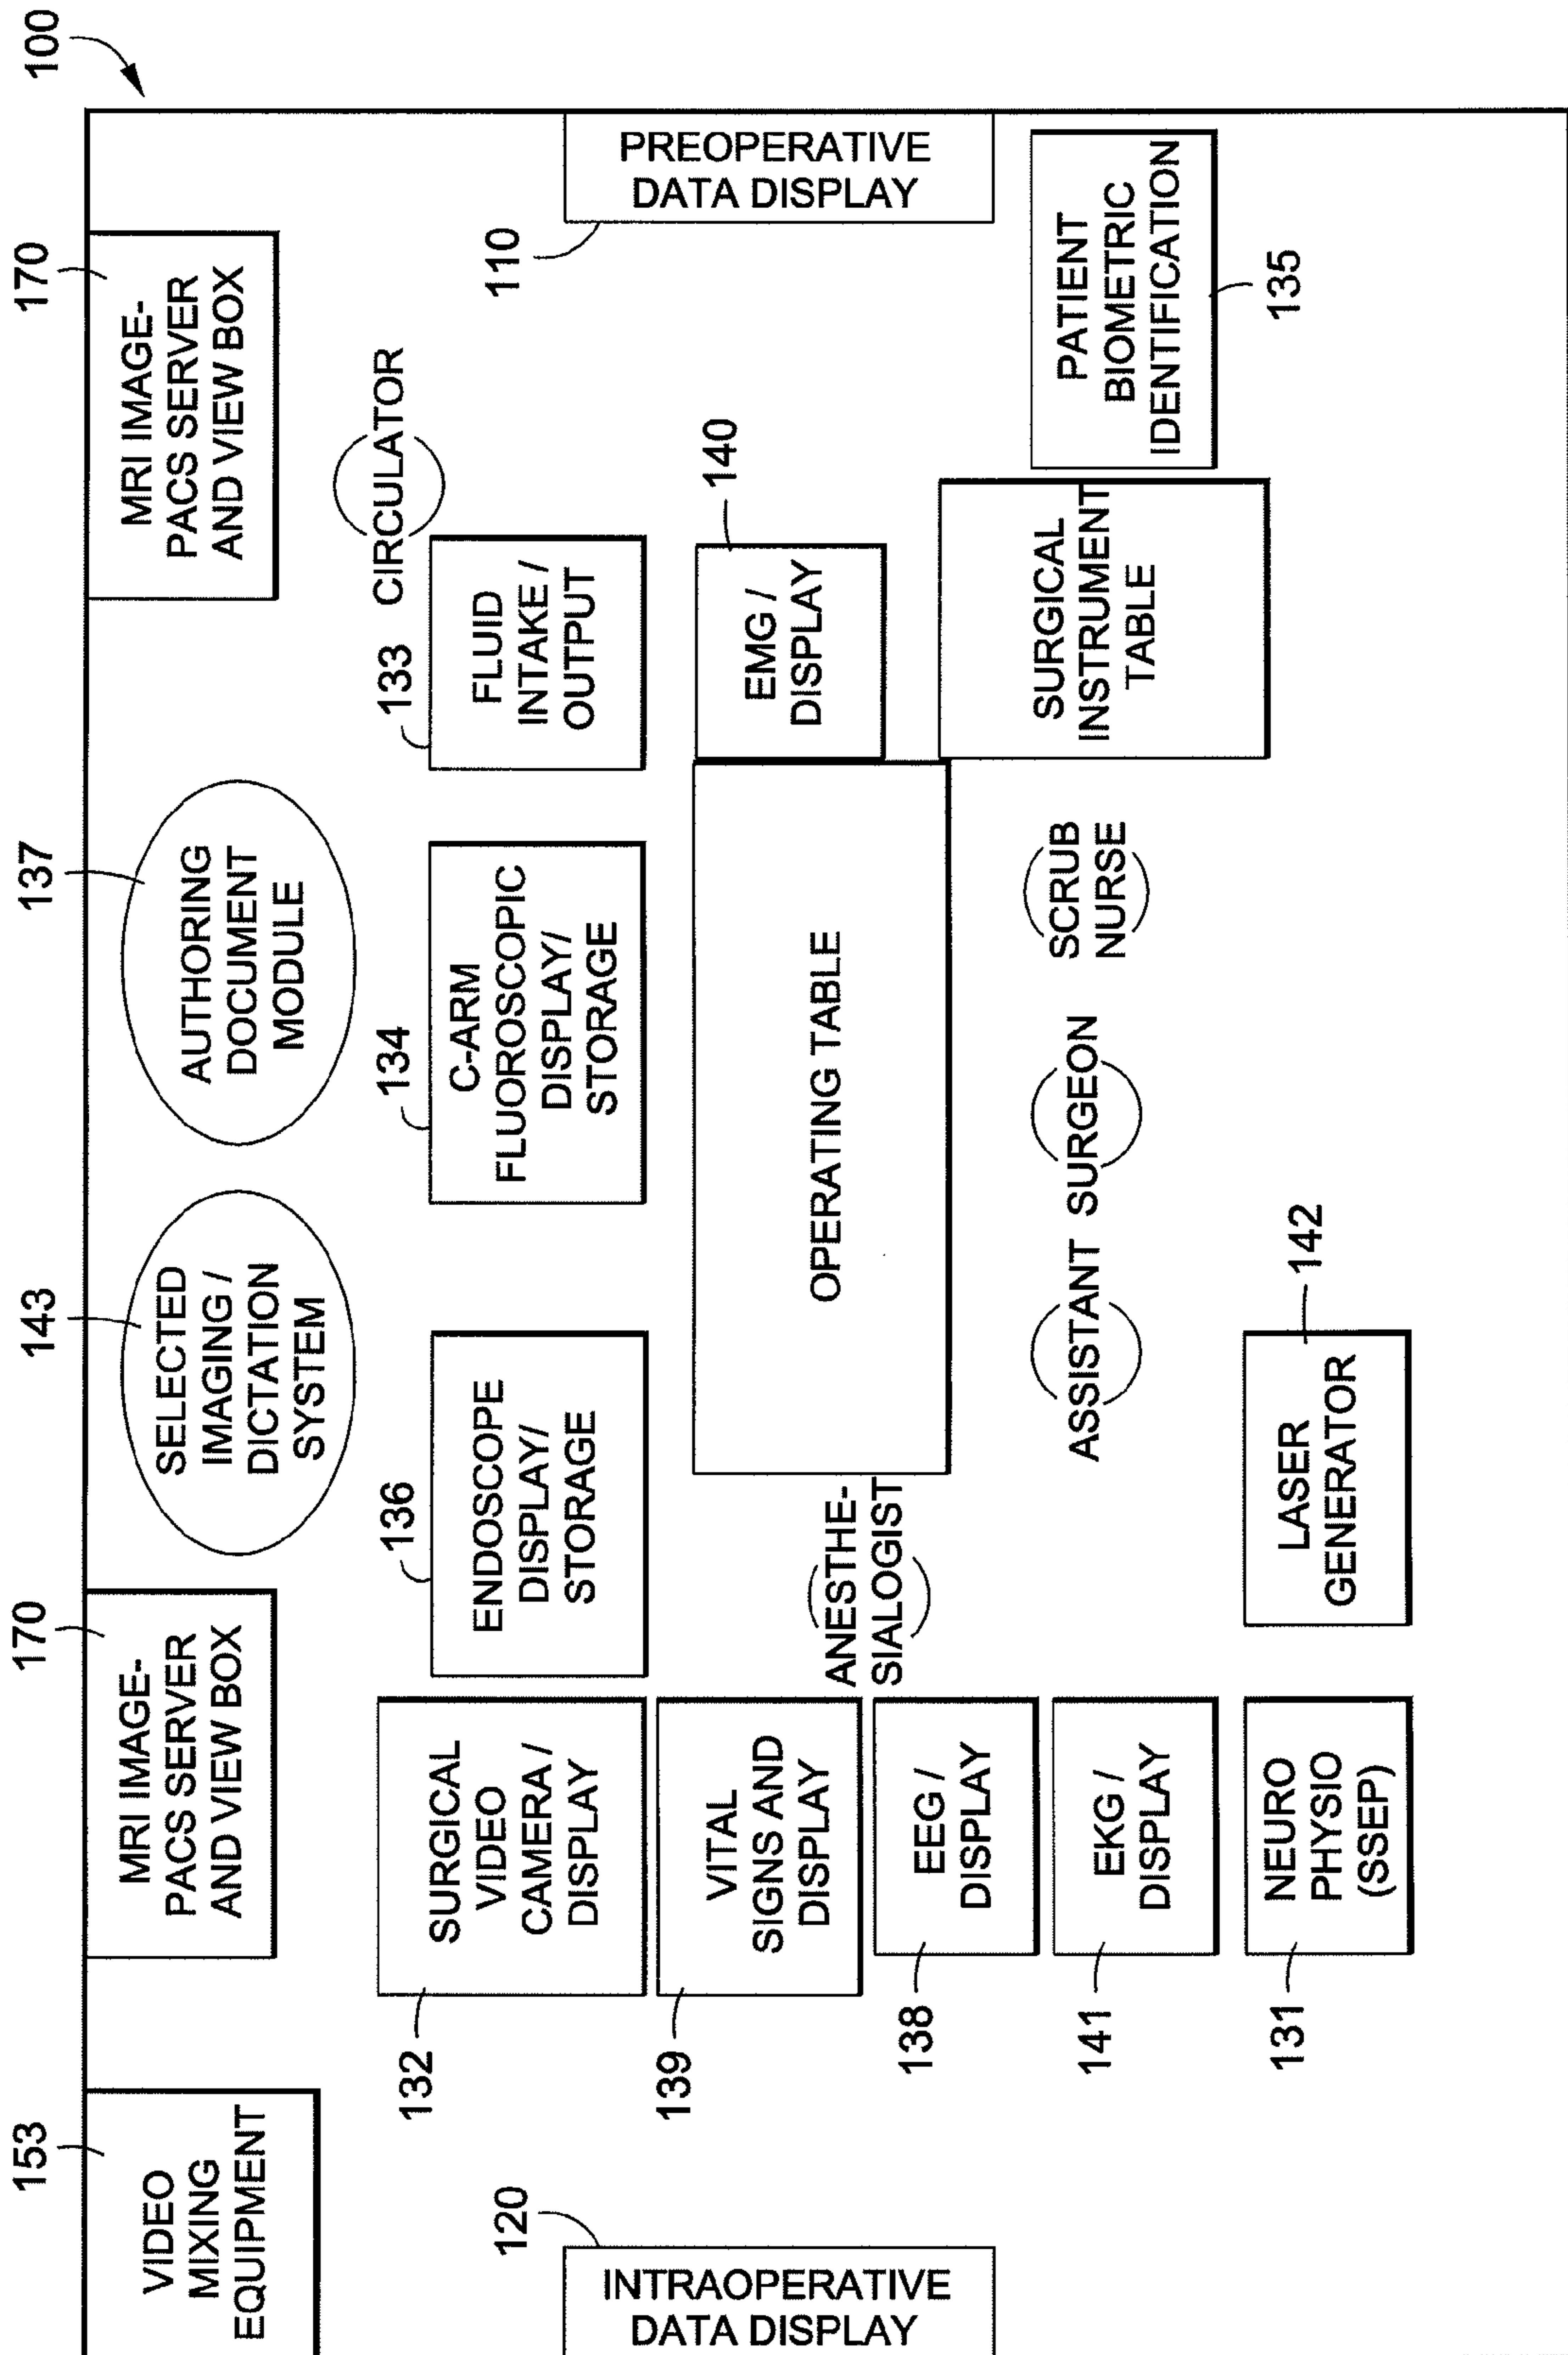 100
153
VIDEO
MIXING
EQUIPMENT
170
MRI IMAGE-
PACS SERVER
AND VIEW BOX
143
SELECTED
IMAGING /
DICTATION
SYSTEM
137
AUTHORING
DOCUMENT
MODULE
170
MRI IMAGE-
PACS SERVER
AND VIEW BOX
132
SURGICAL
VIDEO
CAMERA /
DISPLAY
136
ENDOSCOPE
DISPLAY/
STORAGE
134
C-ARM
FLUOROSCOPIC
DISPLAY/
STORAGE
133
FLUID
INTAKE /
OUTPUT
CIRCULATOR
120
INTRAOPERATIVE
DATA DISPLAY
110
PREOPERATIVE
DATA DISPLAY
139
VITAL
SIGNS AND
DISPLAY
ANESTHE-
SIALOGIST
OPERATING TABLE
140
EMG /
DISPLAY
138
EEG /
DISPLAY
141
EKG /
DISPLAY
ASSISTANT SURGEON
SCRUB
NURSE
SURGICAL
INSTRUMENT
TABLE
PATIENT
BIOMETRIC
IDENTIFICATION
135
131
NEURO
PHYSIO
(SSEP)
142
LASER
GENERATOR